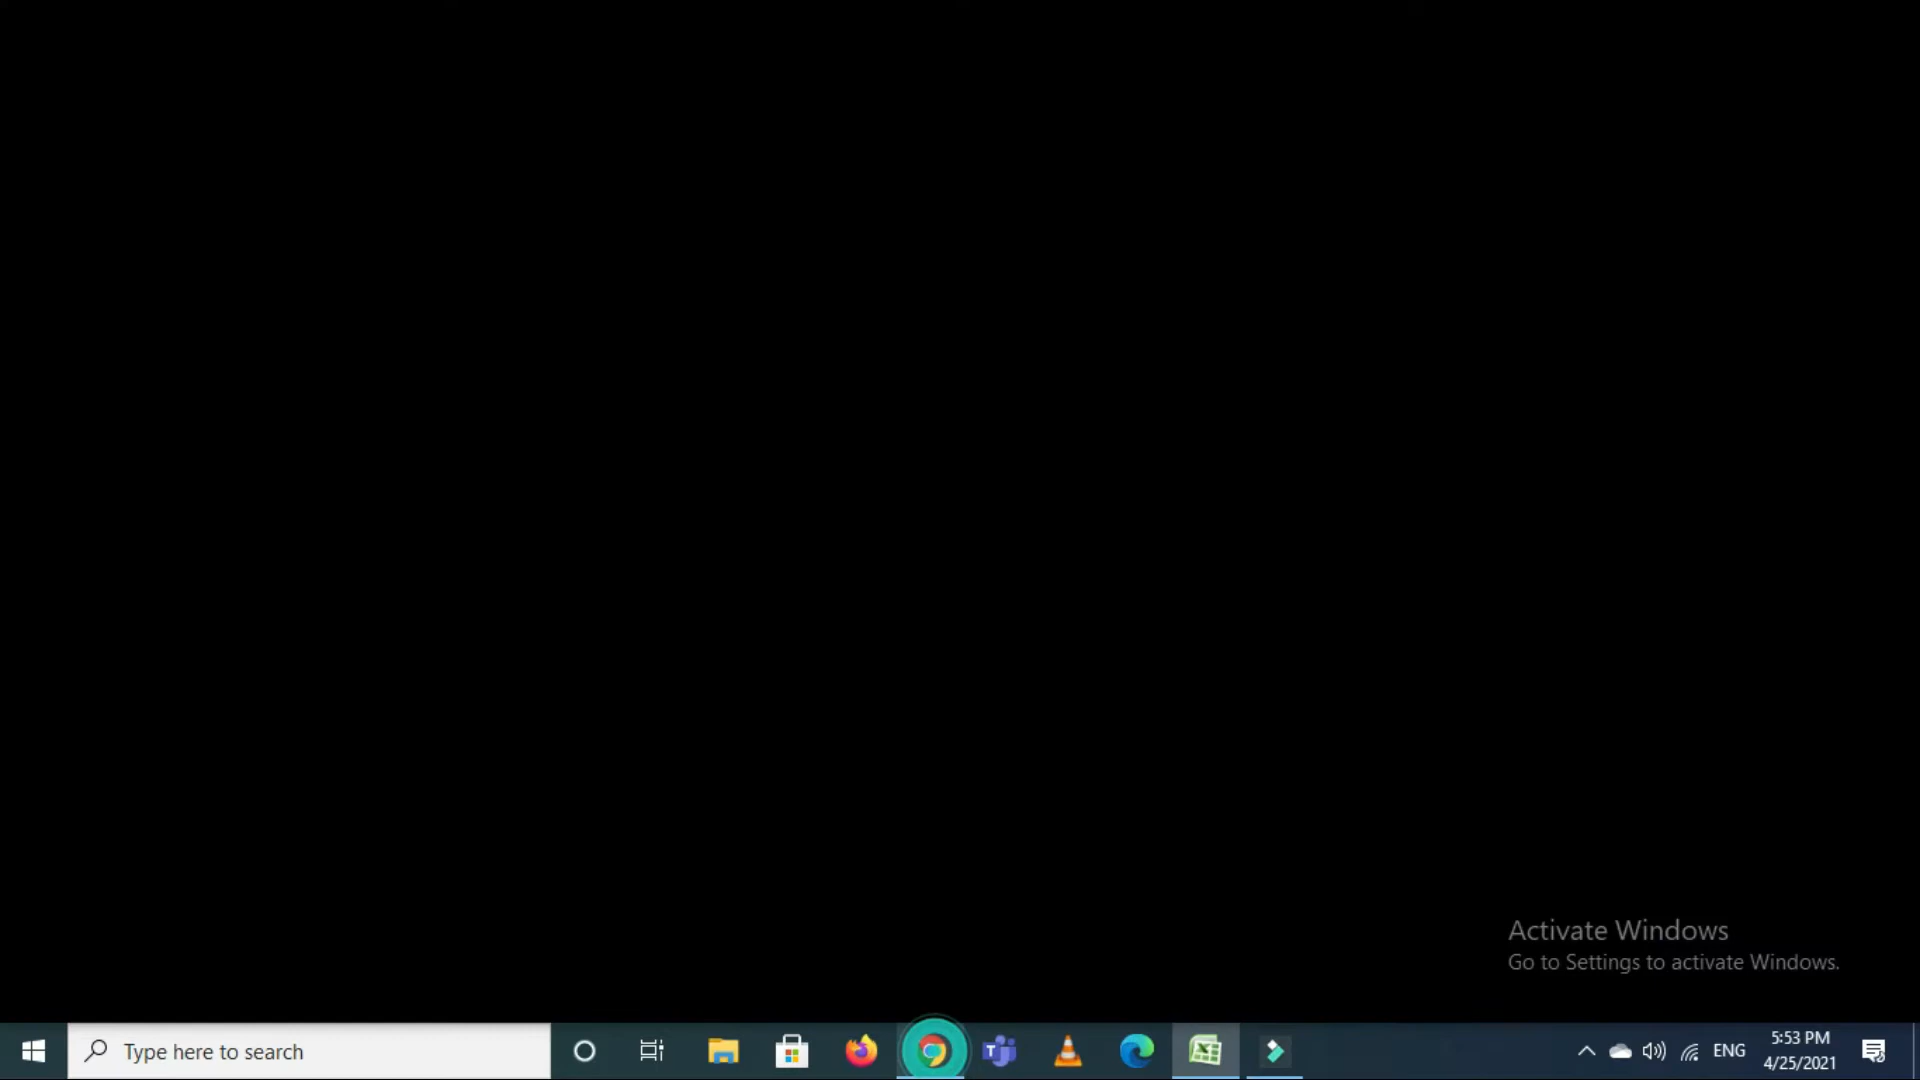 Activate Windows
Go to Settings to activate Windows.
Type here to search
ENG
5:53 PM
4/25/2021